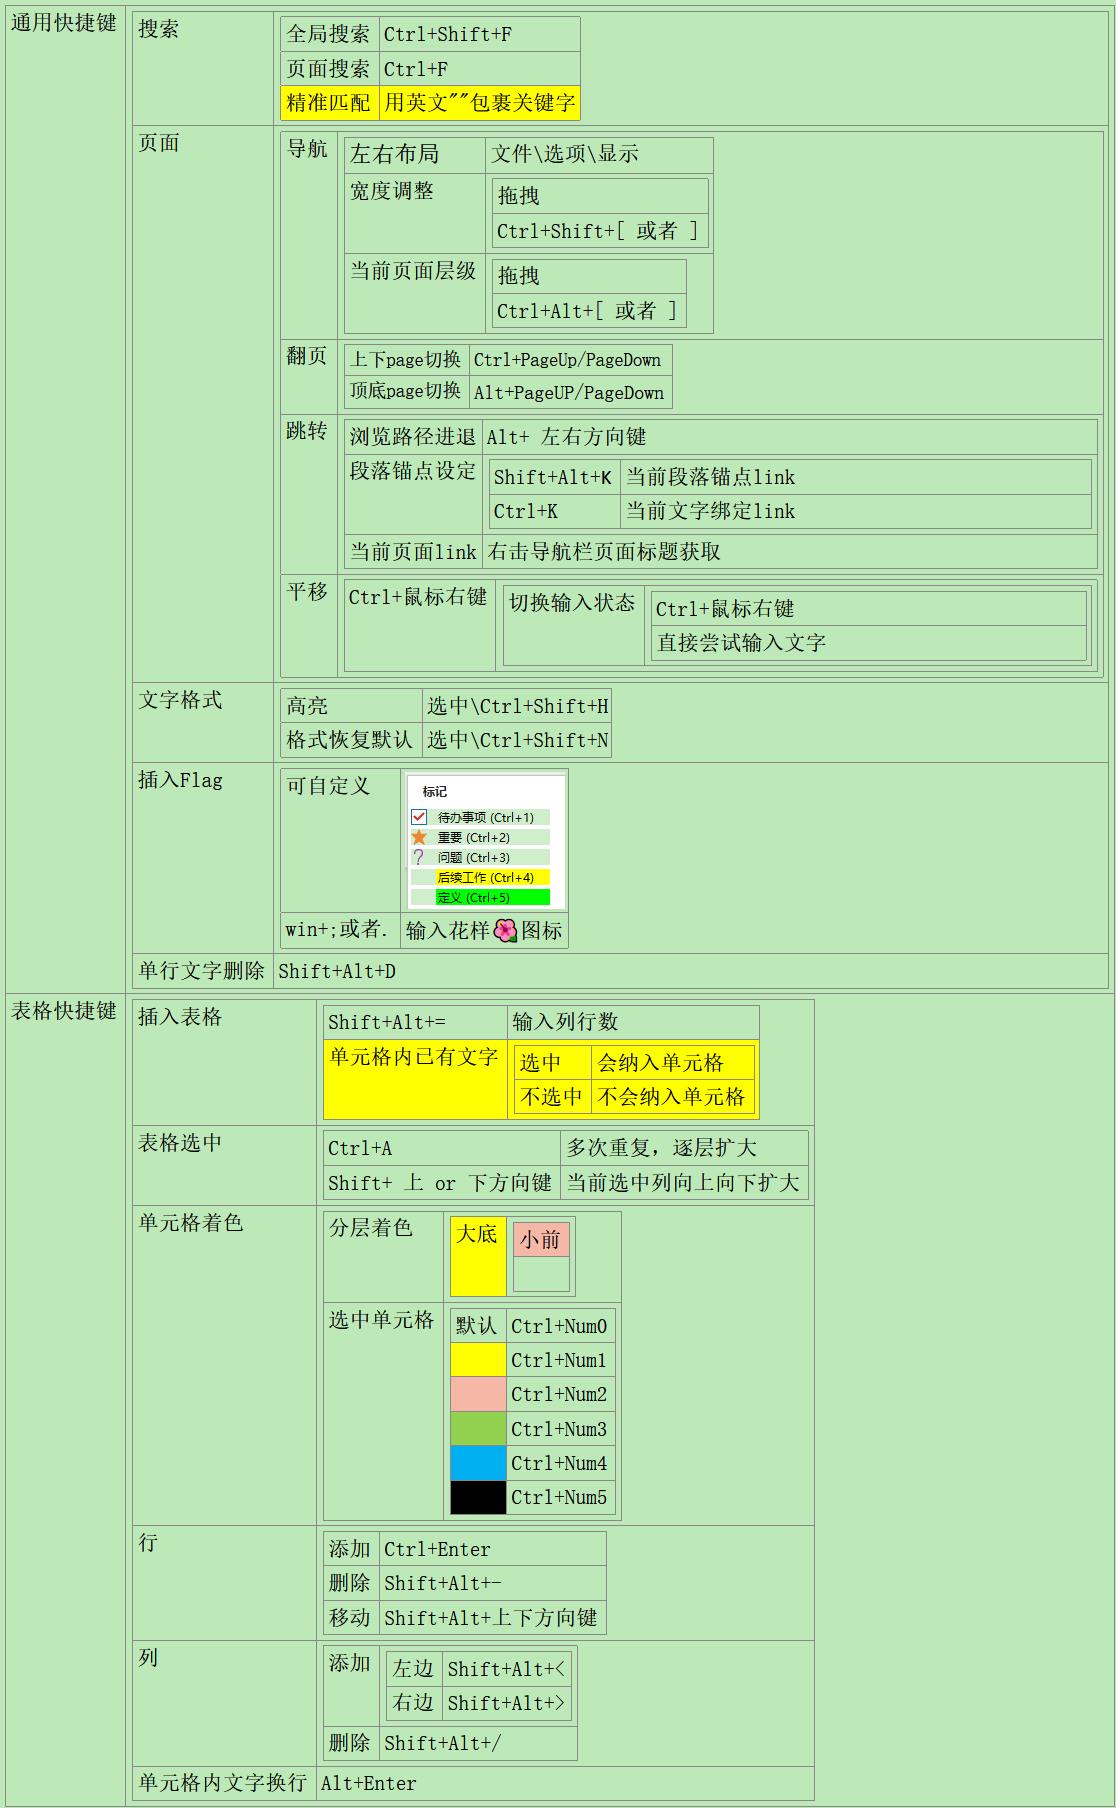 通用快捷键
搜索
全局搜索 Ctrl+Shift+F
页面搜索 Ctrl+F
精准匹配 用英文""包裹关键字
页面
导航
左右布局 文件\选项\显示
宽度调整
拖拽
Ctrl+Shift+[ 或者 ]
当前页面层级
拖拽
Ctrl+Alt+[ 或者 ]
翻页
上下page切换 Ctrl+PageUp/PageDown
顶底page切换 Alt+PageUP/PageDown
跳转
浏览路径进退 Alt+ 左右方向键
段落锚点设定
Shift+Alt+K 当前段落锚点link
Ctrl+K 当前文字绑定link
当前页面link 右击导航栏页面标题获取
平移
Ctrl+鼠标右键
切换输入状态
Ctrl+鼠标右键
直接尝试输入文字
文字格式
高亮 选中\Ctrl+Shift+H
格式恢复默认 选中\Ctrl+Shift+N
插入Flag
可自定义
标记
待办事项 (Ctrl+1)
重要 (Ctrl+2)
问题 (Ctrl+3)
后续工作 (Ctrl+4)
定义 (Ctrl+5)
win+;或者. 输入花样🌺图标
单行文字删除 Shift+Alt+D
表格快捷键
插入表格
Shift+Alt+= 输入列行数
单元格内已有文字
选中 会纳入单元格
不选中 不会纳入单元格
表格选中
Ctrl+A 多次重复，逐层扩大
Shift+ 上 or 下方向键 当前选中列向上向下扩大
单元格着色
分层着色
大底
小前
选中单元格
默认 Ctrl+Num0
Ctrl+Num1
Ctrl+Num2
Ctrl+Num3
Ctrl+Num4
Ctrl+Num5
行
添加 Ctrl+Enter
删除 Shift+Alt+-
移动 Shift+Alt+上下方向键
列
添加
左边 Shift+Alt+<
右边 Shift+Alt+>
删除 Shift+Alt+/
单元格内文字换行 Alt+Enter